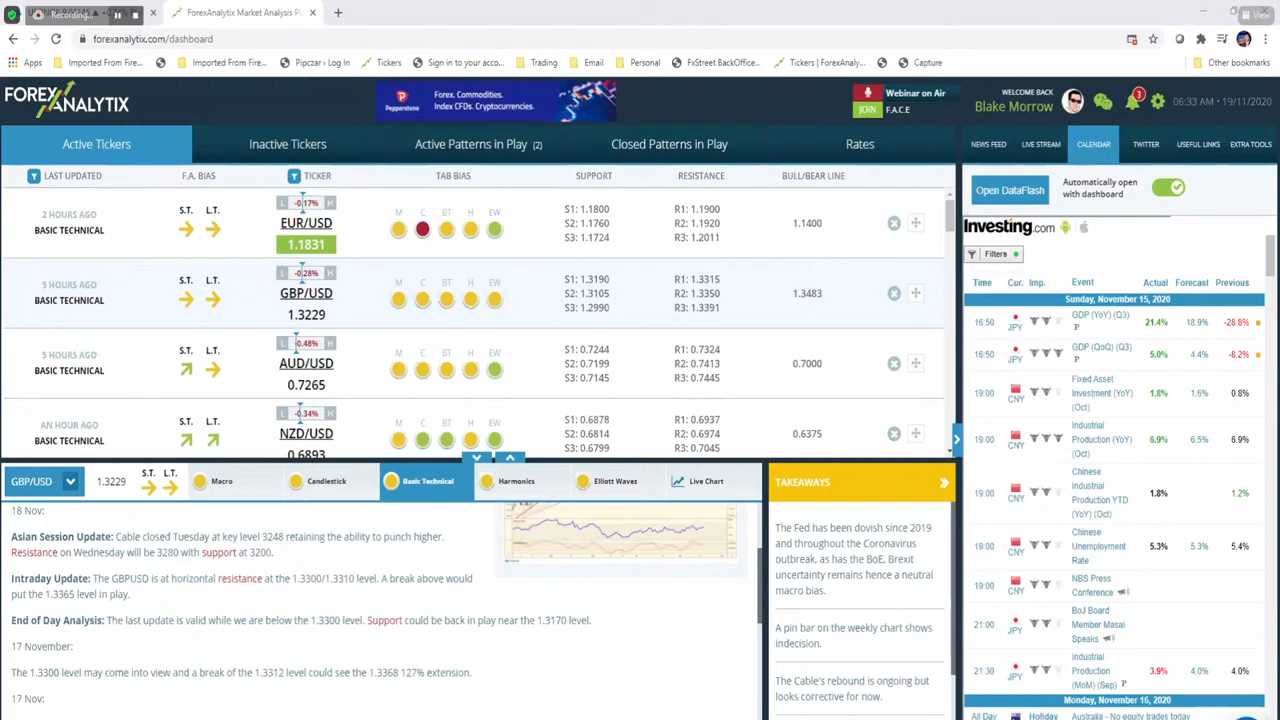 Recording...
ForexAnalytix Market Analysis Pl
View
forexanalytix.com/dashboard
Apps
Imported From Fire...
Imported From Fire...
Pipczar › Log In
Tickers
Sign in to your acco...
Trading
Email
Personal
FxStreet BackOffice...
Tickers | ForexAnaly...
Capture
Other bookmarks
FOREX ANALYTIX
Pepperstone
Forex. Commodities.
Index CFDs. Cryptocurrencies.
Webinar on Air
JOIN F.A.C.E
WELCOME BACK
Blake Morrow
3
06:33 AM · 19/11/2020
Active Tickers
Inactive Tickers
Active Patterns in Play (2)
Closed Patterns in Play
Rates
NEWS FEED
LIVE STREAM
CALENDAR
TWITTER
USEFUL LINKS
EXTRA TOOLS
LAST UPDATED
F.A. BIAS
TICKER
TAB BIAS
SUPPORT
RESISTANCE
BULL/BEAR LINE
2 HOURS AGO
BASIC TECHNICAL
S.T. L.T.
L -0.17% H
EUR/USD
1.1831
M C BT H EW
S1: 1.1800
S2: 1.1760
S3: 1.1724
R1: 1.1900
R2: 1.1920
R3: 1.2011
1.1400
5 HOURS AGO
BASIC TECHNICAL
S.T. L.T.
L -0.28% H
GBP/USD
1.3229
M C BT H EW
S1: 1.3190
S2: 1.3105
S3: 1.2990
R1: 1.3315
R2: 1.3350
R3: 1.3391
1.3483
5 HOURS AGO
BASIC TECHNICAL
S.T. L.T.
L -0.48% H
AUD/USD
0.7265
M C BT H EW
S1: 0.7244
S2: 0.7199
S3: 0.7145
R1: 0.7324
R2: 0.7413
R3: 0.7445
0.7000
AN HOUR AGO
BASIC TECHNICAL
S.T. L.T.
L -0.34% H
NZD/USD
0.6893
M C BT H EW
S1: 0.6878
S2: 0.6814
S3: 0.6799
R1: 0.6937
R2: 0.6974
R3: 0.7048
0.6375
Open DataFlash
Automatically open
with dashboard
Investing.com
Filters
Time Cur. Imp. Event Actual Forecast Previous
Sunday, November 15, 2020
16:50 JPY GDP (YoY) (Q3) P 21.4% 18.9% -28.8%
16:50 JPY GDP (QoQ) (Q3) P 5.0% 4.4% -8.2%
19:00 CNY Fixed Asset Investment (YoY) (Oct) 1.8% 1.6% 0.8%
19:00 CNY Industrial Production (YoY) (Oct) 6.9% 6.5% 6.9%
19:00 CNY Chinese Industrial Production YTD (YoY) (Oct) 1.8% 1.2%
19:00 CNY Chinese Unemployment Rate 5.3% 5.3% 5.4%
19:00 CNY NBS Press Conference
21:00 JPY BoJ Board Member Masai Speaks
21:30 JPY Industrial Production (MoM) (Sep) P 3.9% 4.0% 4.0%
Monday, November 16, 2020
All Day Holiday Australia - No equity trades today
GBP/USD
1.3229
S.T. L.T.
Macro
Candlestick
Basic Technical
Harmonics
Elliott Waves
Live Chart
18 Nov:
Asian Session Update: Cable closed Tuesday at key level 3248 retaining the ability to punch higher.
Resistance on Wednesday will be 3280 with support at 3200.
Intraday Update: The GBPUSD is at horizontal resistance at the 1.3300/1.3310 level. A break above would
put the 1.3365 level in play.
End of Day Analysis: The last update is valid while we are below the 1.3300 level. Support could be back in play near the 1.3170 level.
17 November:
The 1.3300 level may come into view and a break of the 1.3312 level could see the 127% extension.
17 Nov:
TAKEAWAYS
The Fed has been dovish since 2019
and throughout the Coronavirus
outbreak, as has the BoE. Brexit
uncertainty remains hence a neutral
macro bias.
A pin bar on the weekly chart shows
indecision.
The Cable's rebound is ongoing but
looks corrective for now.